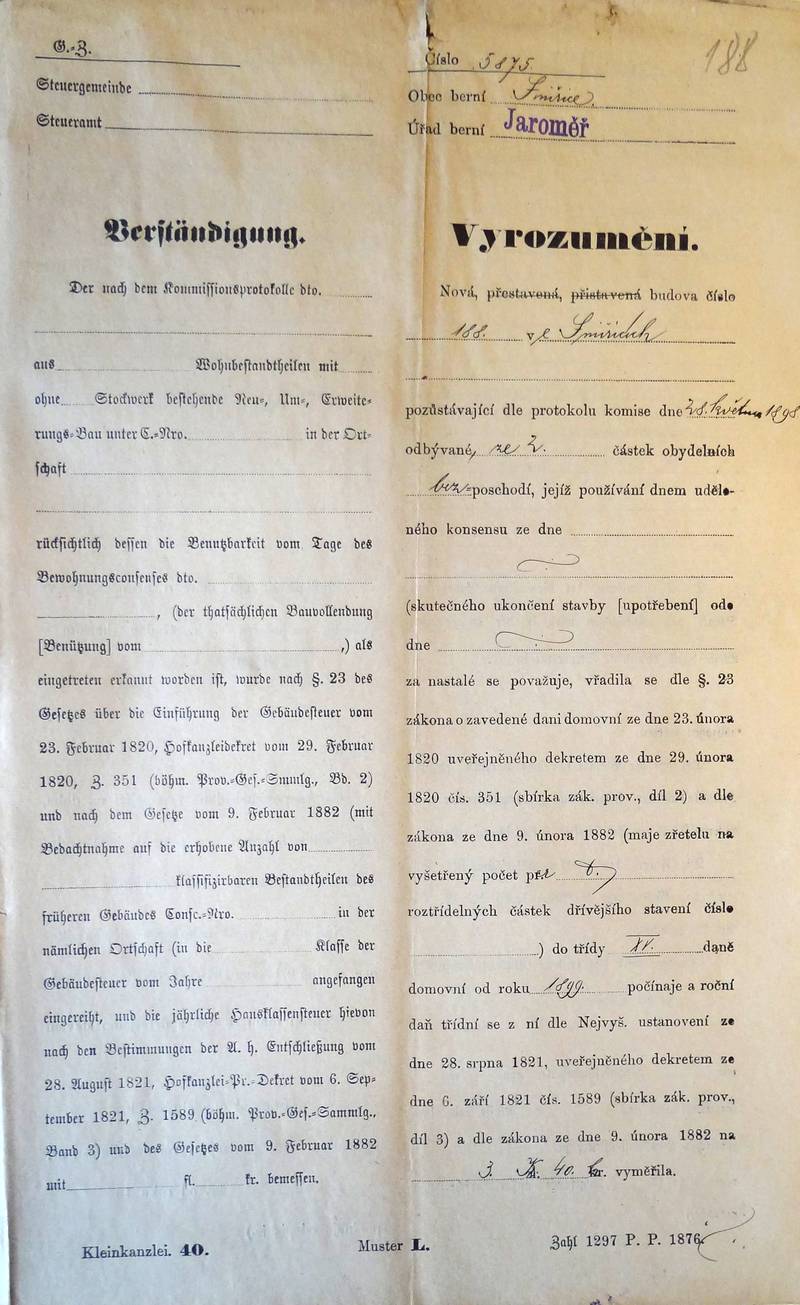 G.-Z.
Steuergemeinde
Steueramt
Verständigung.
Der nach dem Kommissionsprotokolle dto.
aus Wohnbestandtheilen mit
ohne Stockwerk bestehende Neu-, Um-, Erweite-
rungs-Bau unter C.-Nro. in der Ort-
schaft
rücksichtlich dessen die Benutzbarkeit vom Tage des
Bewohnungsconsenses dto.
, (der thatsächlichen Bauvollendung
[Benützung] vom ,) als
eingetreten erkannt worden ist, wurde nach §. 23 des
Gesetzes über die Einführung der Gebäudesteuer vom
23. Februar 1820, Hofkanzleidekret vom 29. Februar
1820, Z. 351 (böhm. Prov.-Ges.-Smmlg., Bd. 2)
und nach dem Gesetze vom 9. Februar 1882 (mit
Bedachtnahme auf die erhobene Anzahl von
klassifizirbaren Bestandtheilen des
früheren Gebäudes Consc.-Nro. in der
nämlichen Ortschaft (in die Klasse der
Gebäudesteuer vom Jahre angefangen
eingereiht, und die jährliche Hausklassensteuer hievon
nach den Bestimmungen der A. h. Entschließung vom
28. August 1821, Hofkanzlei-Pr.-Dekret vom 6. Sep-
tember 1821, Z. 1589 (böhm. Prov.-Ges.-Sammlg.,
Band 3) und des Gesetzes vom 9. Februar 1882
mit fl. kr. bemessen.
Kleinkanzlei. 40.
Muster L.
188
Číslo 5875
Obec berní Smiřice
Úřad berní Jaroměř
Vyrozumění.
Nová, přestavená, přistavená budova číslo
188. v Smiřicích
pozůstávající dle protokolu komise dne 28. května 1898
odbývané, ze 2. částek obydelních
bez poschodí, jejíž používání dnem uděle-
ného konsensu ze dne
(skutečného ukončení stavby [upotřebení] ode
dne
za nastalé se považuje, vřadila se dle §. 23
zákona o zavedené dani domovní ze dne 23. února
1820 uveřejněného dekretem ze dne 29. února
1820 čís. 351 (sbírka zák. prov., díl 2) a dle
zákona ze dne 9. února 1882 (maje zřetelu na
vyšetřený počet
roztřídelných částek dřívějšího stavení čísle
) do třídy daně
domovní od roku 1899 počínaje a roční
daň třídní se z ní dle Nejvyš. ustanovení ze
dne 28. srpna 1821, uveřejněného dekretem ze
dne 6. září 1821 čís. 1589 (sbírka zák. prov.,
díl 3) a dle zákona ze dne 9. února 1882 na
3. zl. 40 kr. vyměřila.
Zahl 1297 P. P. 1876